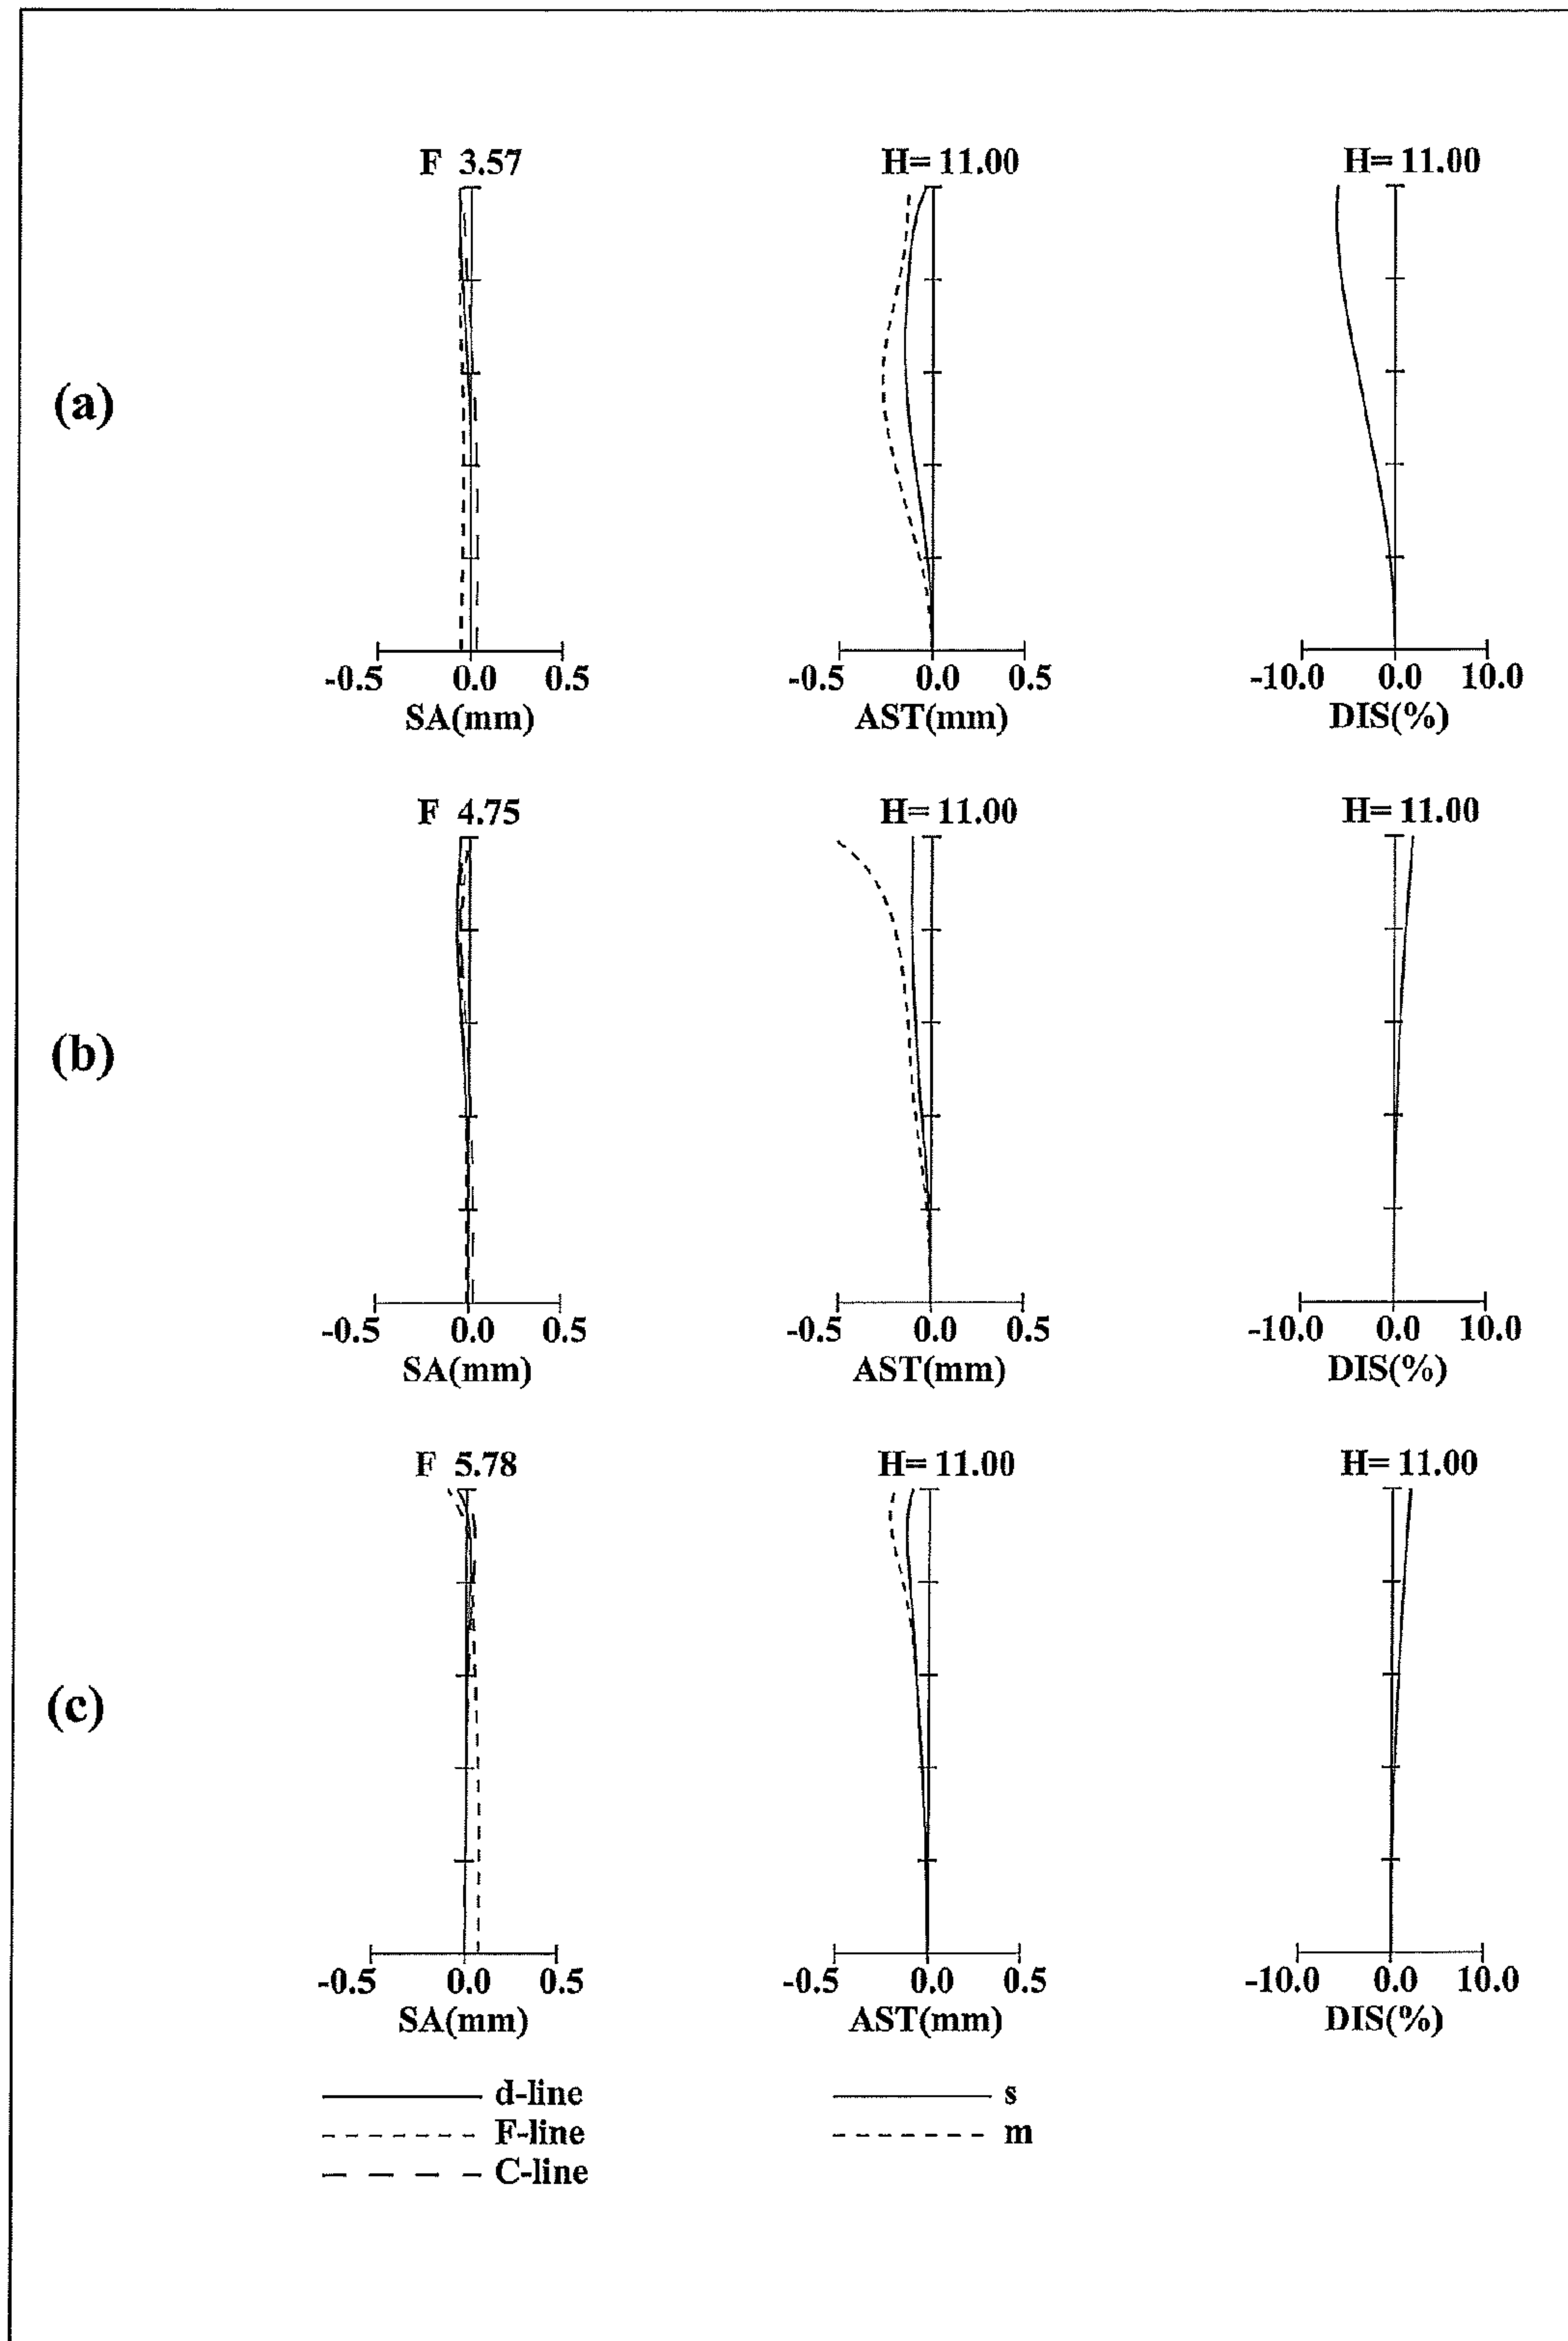 (a)
F 3.57
H= 11.00
H= 11.00
-0.5 0.0 0.5
-0.5 0.0 0.5
-10.0 0.0 10.0
SA(mm)
AST(mm)
DIS(%)
(b)
F 4.75
H= 11.00
H= 11.00
-0.5 0.0 0.5
-0.5 0.0 0.5
-10.0 0.0 10.0
SA(mm)
AST(mm)
DIS(%)
(c)
F 5.78
H= 11.00
H= 11.00
-0.5 0.0 0.5
-0.5 0.0 0.5
-10.0 0.0 10.0
SA(mm)
AST(mm)
DIS(%)
d-line
F-line
C-line
s
m